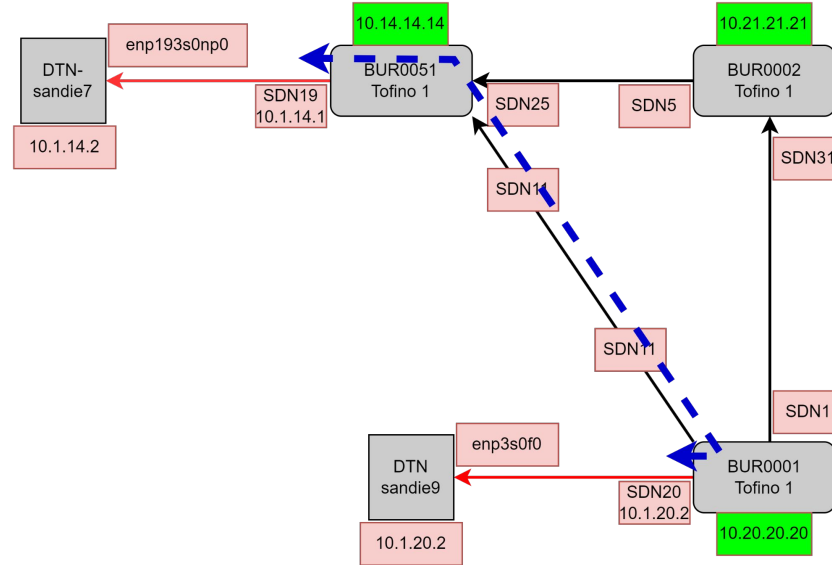 10.14.14.14
10.21.21.21
enp193s0np0
DTN-
sandie7
BUR0051
Tofino 1
BUR0002
Tofino 1
SDN19
10.1.14.1
SDN25
SDN5
10.1.14.2
SDN31
SDN11
SDN11
SDN1
enp3s0f0
DTN
sandie9
BUR0001
Tofino 1
SDN20
10.1.20.2
10.1.20.2
10.20.20.20